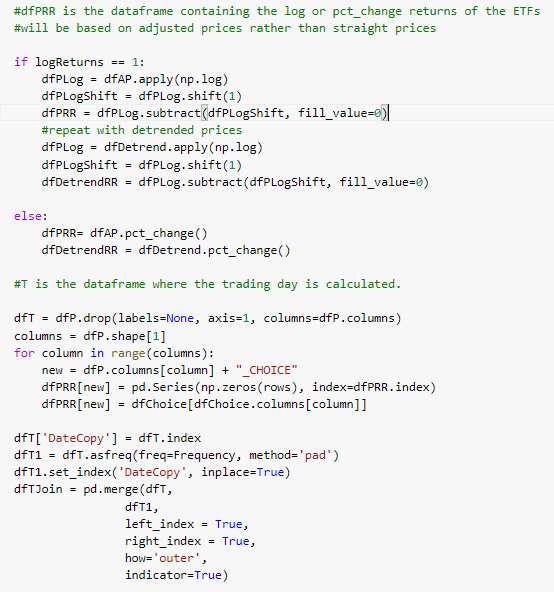 #dfPRR is the dataframe containing the log or pct_change returns of the ETFs
#will be based on adjusted prices rather than straight prices

if logReturns == 1:
    dfPLog = dfAP.apply(np.log)
    dfPLogShift = dfPLog.shift(1)
    dfPRR = dfPLog.subtract(dfPLogShift, fill_value=0)
    #repeat with detrended prices
    dfPLog = dfDetrend.apply(np.log)
    dfPLogShift = dfPLog.shift(1)
    dfDetrendRR = dfPLog.subtract(dfPLogShift, fill_value=0)

else:
    dfPRR= dfAP.pct_change()
    dfDetrendRR = dfDetrend.pct_change()

#T is the dataframe where the trading day is calculated.

dfT = dfP.drop(labels=None, axis=1, columns=dfP.columns)
columns = dfP.shape[1]
for column in range(columns):
    new = dfP.columns[column] + "_CHOICE"
    dfPRR[new] = pd.Series(np.zeros(rows), index=dfPRR.index)
    dfPRR[new] = dfChoice[dfChoice.columns[column]]

dfT['DateCopy'] = dfT.index
dfT1 = dfT.asfreq(freq=Frequency, method='pad')
dfT1.set_index('DateCopy', inplace=True)
dfTJoin = pd.merge(dfT,
                dfT1,
                left_index = True,
                right_index = True,
                how='outer',
                indicator=True)